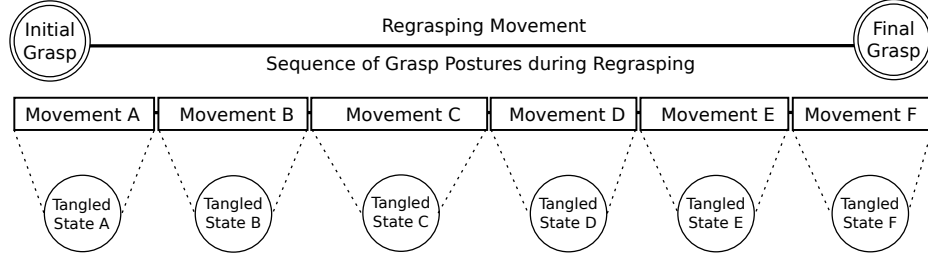 Initial
Grasp
Regrasping Movement
Final
Grasp
Sequence of Grasp Postures during Regrasping
Movement A
Movement B
Movement C
Movement D
Movement E
Movement F
Tangled
State A
Tangled
State B
Tangled
State C
Tangled
State D
Tangled
State E
Tangled
State F